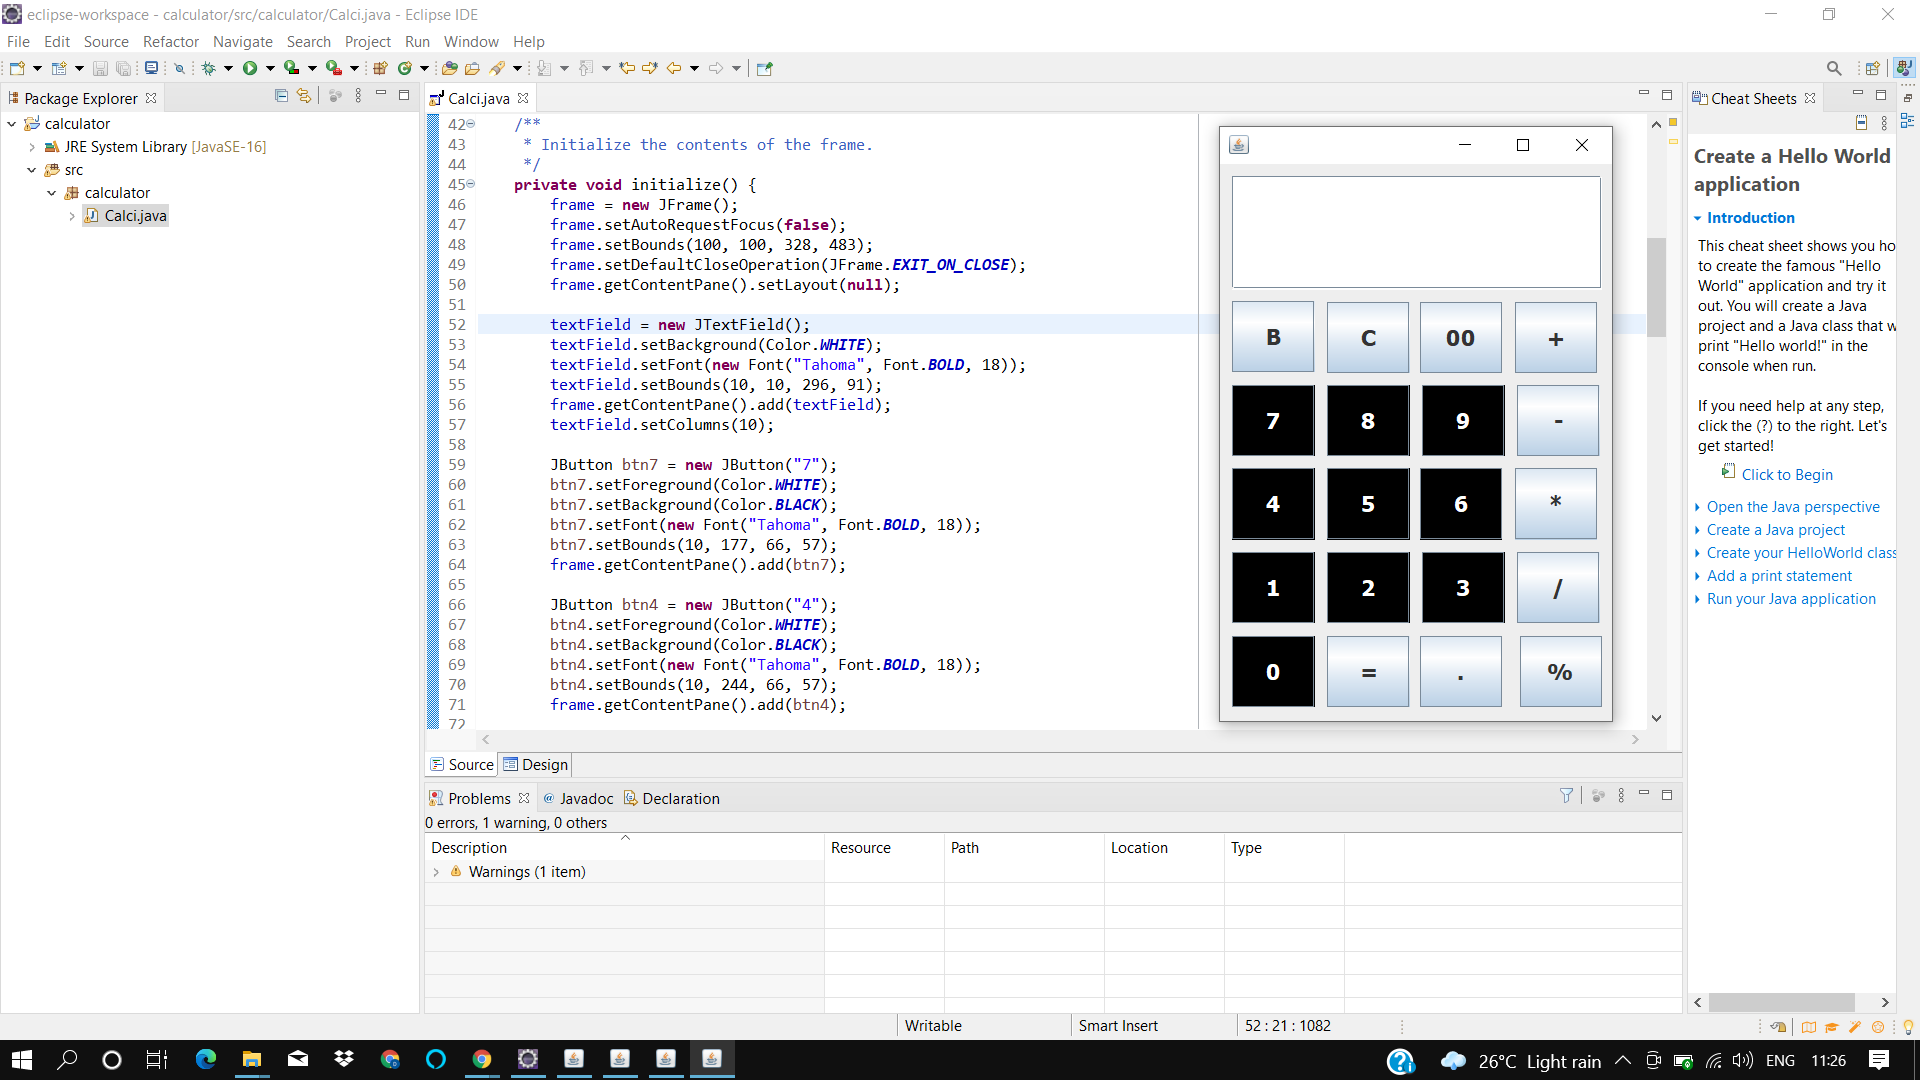 eclipse-workspace - calculator/src/calculator/Calci.java - Eclipse IDE
File Edit Source Refactor Navigate Search Project Run Window Help
Package Explorer
calculator
JRE System Library [JavaSE-16]
src
calculator
Calci.java
Calci.java
42 /**
43 * Initialize the contents of the frame.
44 */
45 private void initialize() {
46 frame = new JFrame();
47 frame.setAutoRequestFocus(false);
48 frame.setBounds(100, 100, 328, 483);
49 frame.setDefaultCloseOperation(JFrame.EXIT_ON_CLOSE);
50 frame.getContentPane().setLayout(null);
51
52 textField = new JTextField();
53 textField.setBackground(Color.WHITE);
54 textField.setFont(new Font("Tahoma", Font.BOLD, 18));
55 textField.setBounds(10, 10, 296, 91);
56 frame.getContentPane().add(textField);
57 textField.setColumns(10);
58
59 JButton btn7 = new JButton("7");
60 btn7.setForeground(Color.WHITE);
61 btn7.setBackground(Color.BLACK);
62 btn7.setFont(new Font("Tahoma", Font.BOLD, 18));
63 btn7.setBounds(10, 177, 66, 57);
64 frame.getContentPane().add(btn7);
65
66 JButton btn4 = new JButton("4");
67 btn4.setForeground(Color.WHITE);
68 btn4.setBackground(Color.BLACK);
69 btn4.setFont(new Font("Tahoma", Font.BOLD, 18));
70 btn4.setBounds(10, 244, 66, 57);
71 frame.getContentPane().add(btn4);
72
Source Design
B C 00 +
7 8 9 -
4 5 6 *
1 2 3 /
0 = . %
Cheat Sheets
Create a Hello World
application
Introduction
This cheat sheet shows you ho
to create the famous "Hello
World" application and try it
out. You will create a Java
project and a Java class that w
print "Hello world!" in the
console when run.
If you need help at any step,
click the (?) to the right. Let's
get started!
Click to Begin
Open the Java perspective
Create a Java project
Create your HelloWorld class
Add a print statement
Run your Java application
Problems @ Javadoc Declaration
0 errors, 1 warning, 0 others
Description Resource Path Location Type
Warnings (1 item)
Writable Smart Insert 52 : 21 : 1082
26°C Light rain ENG 11:26